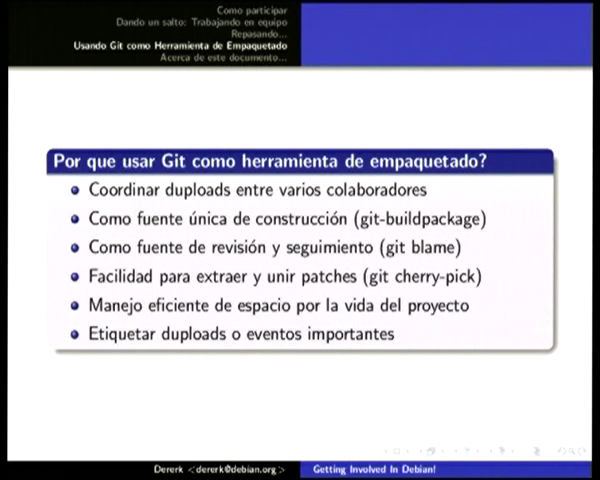 Como participar
Dando un salto: Trabajando en equipo
Repasando...
Usando Git como Herramienta de Empaquetado
Acerca de este documento...
Por que usar Git como herramienta de empaquetado?
Coordinar duploads entre varios colaboradores
Como fuente única de construcción (git-buildpackage)
Como fuente de revisión y seguimiento (git blame)
Facilidad para extraer y unir patches (git cherry-pick)
Manejo eficiente de espacio por la vida del proyecto
Etiquetar duploads o eventos importantes
Dererk <dererk@debian.org>
Getting Involved In Debian!